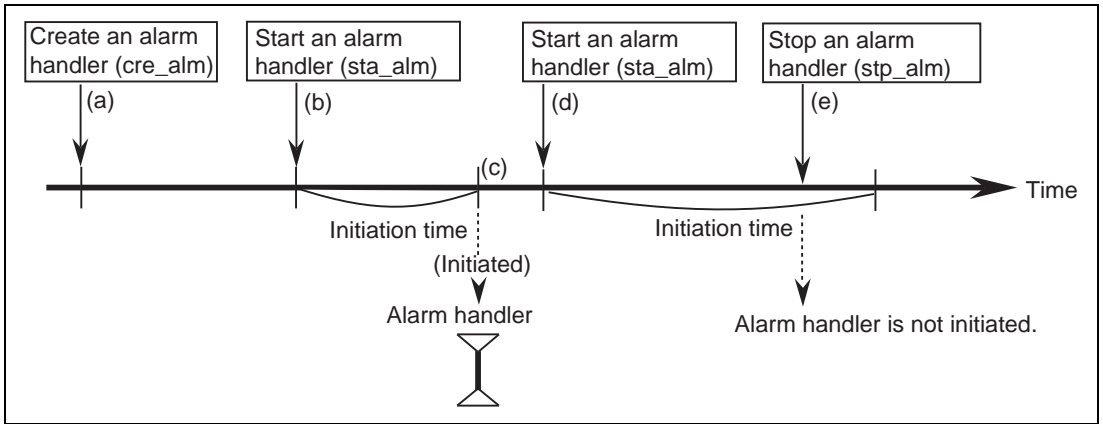 Create an alarm
handler (cre_alm)
Start an alarm
handler (sta_alm)
Start an alarm
handler (sta_alm)
Stop an alarm
handler (stp_alm)
(a)
(b)
(d)
(e)
(c)
Time
Initiation time
Initiation time
(Initiated)
Alarm handler
Alarm handler is not initiated.